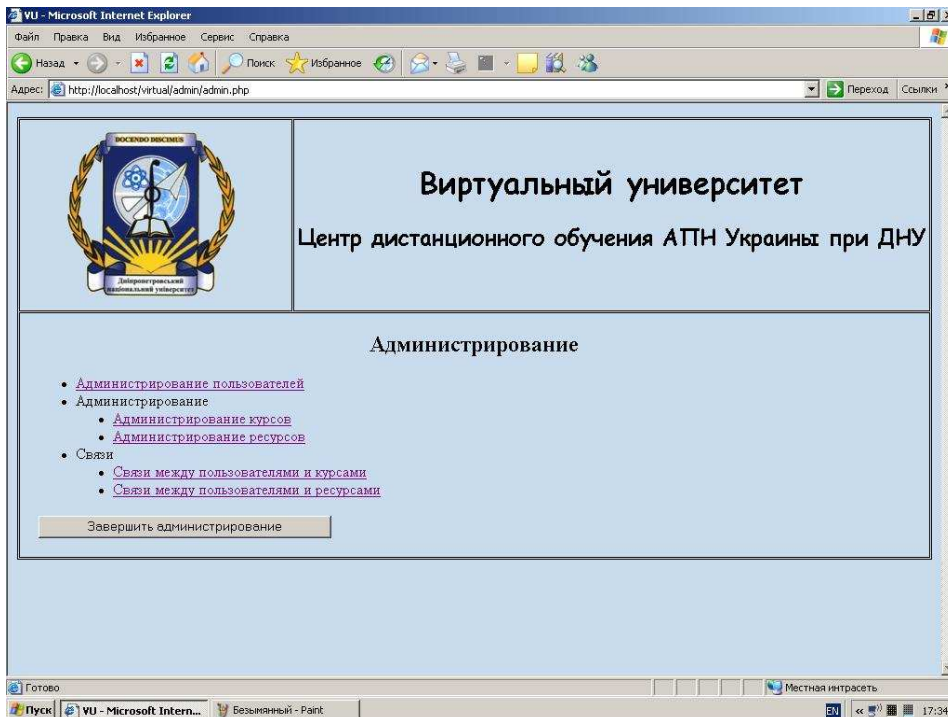 VU - Microsoft Internet Explorer
Файл Правка Вид Избранное Сервис Справка
Назад Поиск Избранное
Адрес: http://localhost/virtual/admin/admin.php Переход Ссылки
DOCENDO DISCIMUS
Дніпропетровський
національний університет
Виртуальный университет
Центр дистанционного обучения АПН Украины при ДНУ
Администрирование
Администрирование пользователей
Администрирование
Администрирование курсов
Администрирование ресурсов
Связи
Связи между пользователями и курсами
Связи между пользователями и ресурсами
Завершить администрирование
Готово Местная интрасеть
Пуск VU - Microsoft Intern... Безымянный - Paint EN 17:34